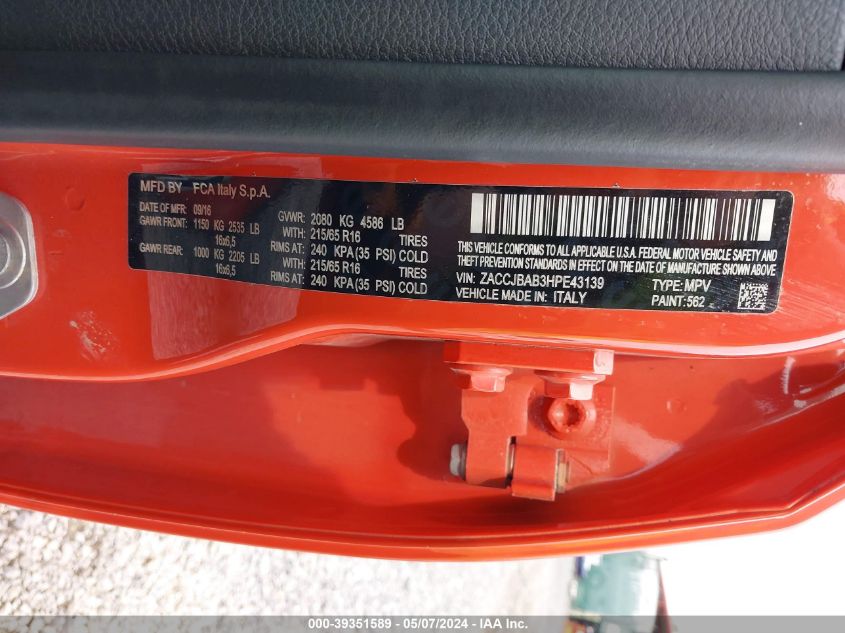 MFD BY FCA Italy S.p.A.
DATE OF MFR: 09/16
GVWR: 2080 KG 4586 LB
GAWR FRONT: 1150 KG 2535 LB WITH: 215/65 R16 TIRES
16x6,5 RIMS AT: 240 KPA(35 PSI) COLD
GAWR REAR: 1000 KG 2205 LB WITH: 215/65 R16 TIRES
16x6,5 RIMS AT: 240 KPA(35 PSI) COLD
THIS VEHICLE CONFORMS TO ALL APPLICABLE U.S.A. FEDERAL MOTOR VEHICLE SAFETY AND
THEFT PREVENTION STANDARDS IN EFFECT ON THE DATE OF MANUFACTURE SHOWN ABOVE.
VIN: ZACCJBAB3HPE43139 TYPE: MPV
VEHICLE MADE IN: ITALY PAINT: 562
000-39351589 - 05/07/2024 - IAA Inc.